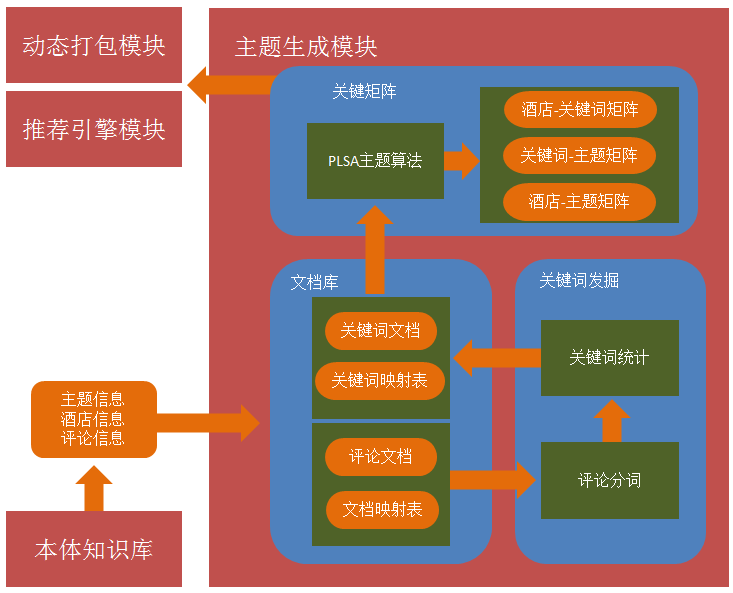 动态打包模块
推荐引擎模块
主题生成模块
关键矩阵
PLSA主题算法
酒店-关键词矩阵
关键词-主题矩阵
酒店-主题矩阵
文档库
关键词文档
关键词映射表
评论文档
文档映射表
关键词发掘
关键词统计
评论分词
主题信息
酒店信息
评论信息
本体知识库